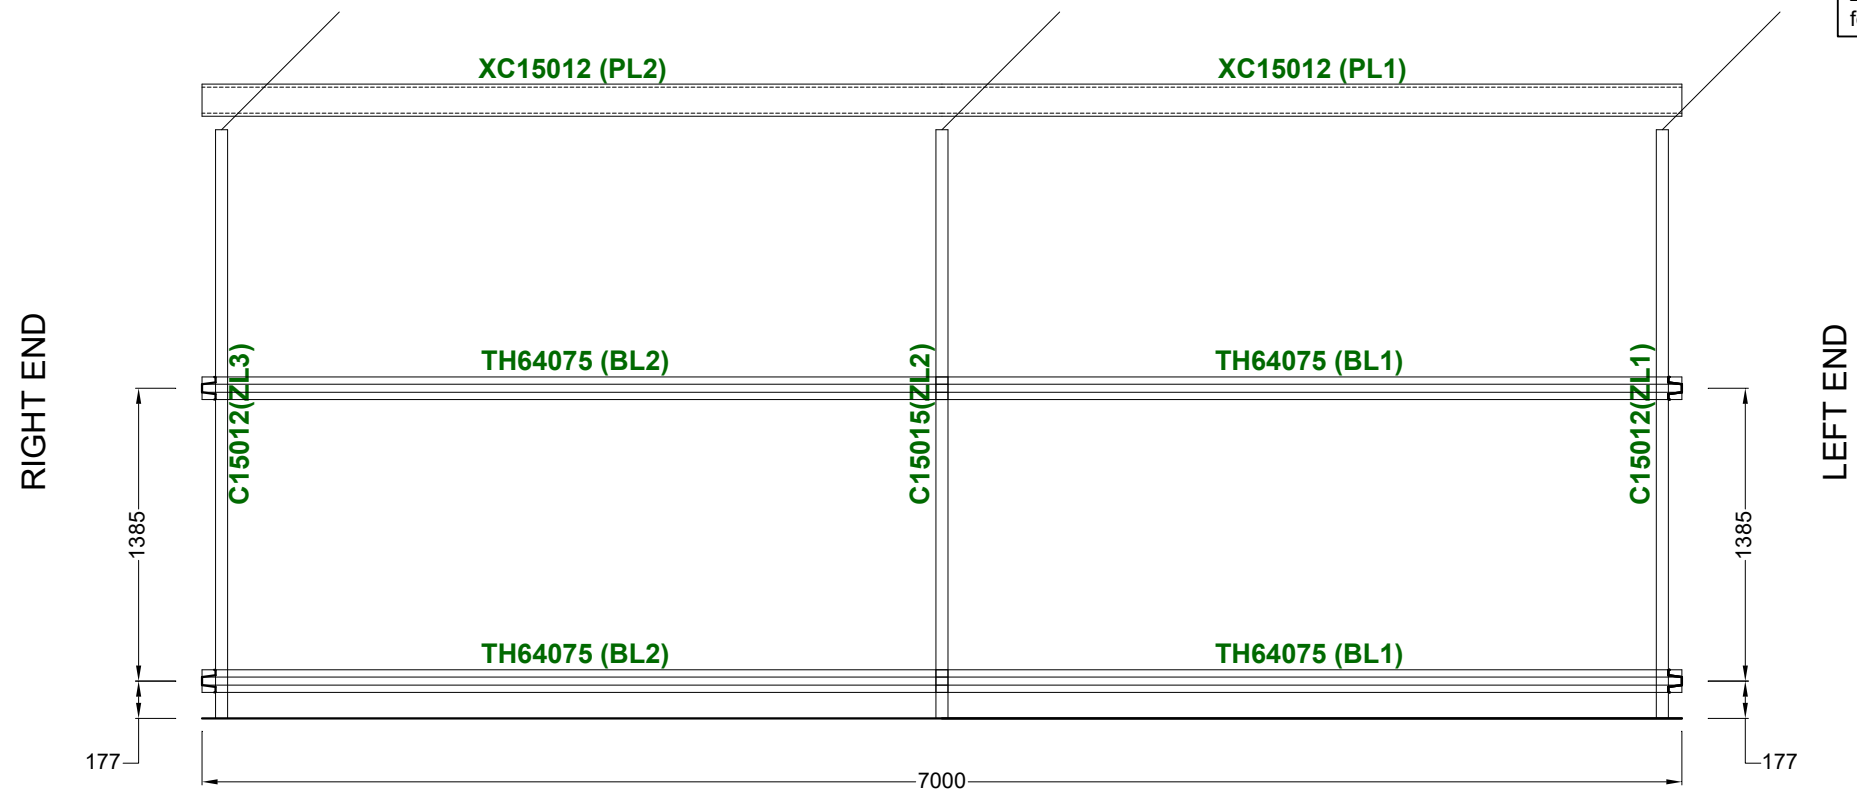 XC15012 (PL2)
XC15012 (PL1)
RIGHT END
C15012(ZL3)
TH64075 (BL2)
C15015(ZL2)
TH64075 (BL1)
C15012(ZL1)
LEFT END
1385
1385
TH64075 (BL2)
TH64075 (BL1)
177
7000
177